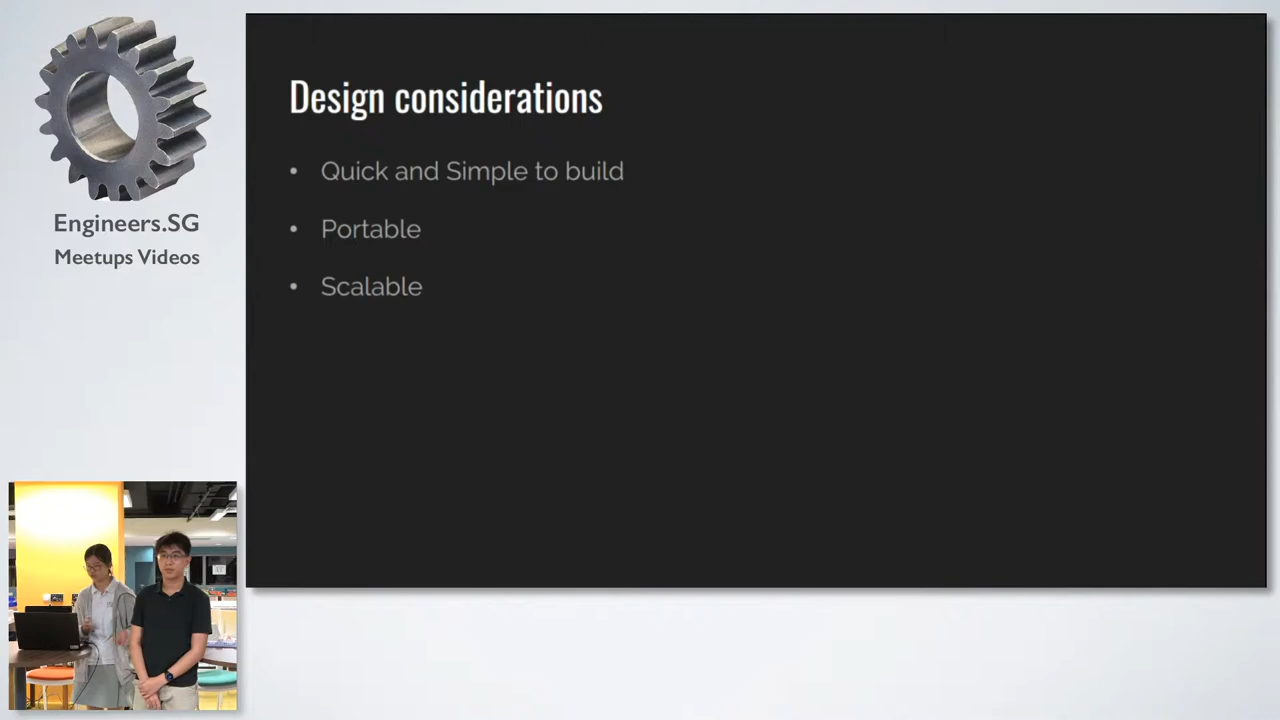 Engineers.SG
Meetups Videos
Design considerations
• Quick and Simple to build
• Portable
• Scalable